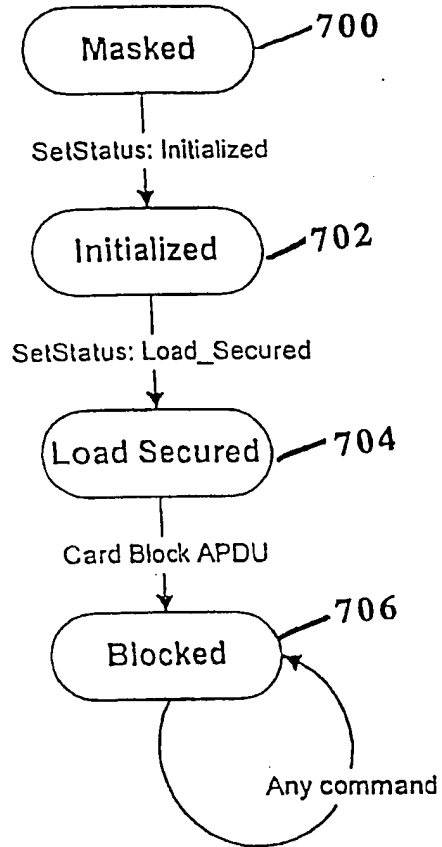 Masked
700
SetStatus: Initialized
Initialized
702
SetStatus: Load_Secured
Load Secured
704
Card Block APDU
Blocked
706
Any command